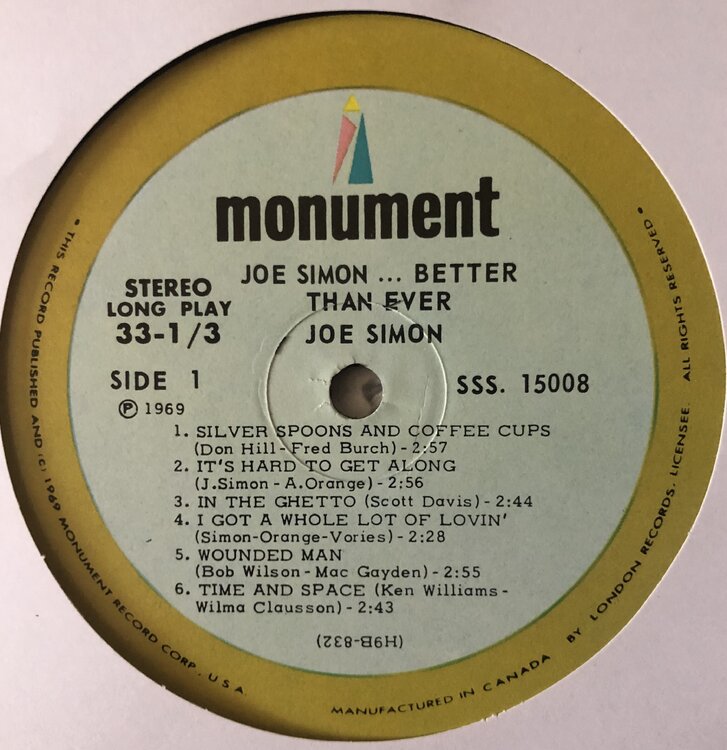 monument
JOE SIMON ... BETTER
THAN EVER
JOE SIMON
STEREO
LONG PLAY
33-1/3
SIDE 1
SSS. 15008
Ⓟ 1969
1. SILVER SPOONS AND COFFEE CUPS
(Don Hill-Fred Burch)-2:57
2. IT'S HARD TO GET ALONG
(J.Simon-A.Orange)-2:56
3. IN THE GHETTO (Scott Davis)-2:44
4. I GOT A WHOLE LOT OF LOVIN'
(Simon-Orange-Vories)-2:28
5. WOUNDED MAN
(Bob Wilson-Mac Gayden)-2:55
6. TIME AND SPACE (Ken Williams-
Wilma Clausson)-2:43
(H9B-832)
• THIS RECORD PUBLISHED AND (C) 1969 MONUMENT RECORD CORP. USA
MANUFACTURED IN CANADA BY LONDON RECORDS, LICENSEE. ALL RIGHTS RESERVED •